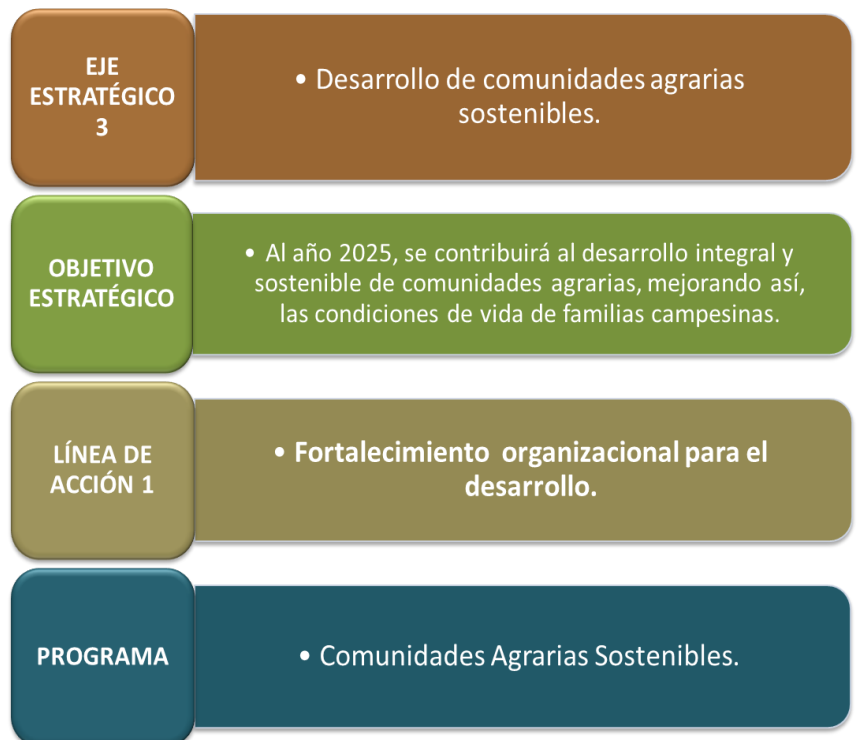 EJE
ESTRATÉGICO
3
• Desarrollo de comunidades agrarias
sostenibles.
OBJETIVO
ESTRATÉGICO
• Al año 2025, se contribuirá al desarrollo integral y
sostenible de comunidades agrarias, mejorando así,
las condiciones de vida de familias campesinas.
LÍNEA DE
ACCIÓN 1
• Fortalecimiento organizacional para el
desarrollo.
PROGRAMA
• Comunidades Agrarias Sostenibles.